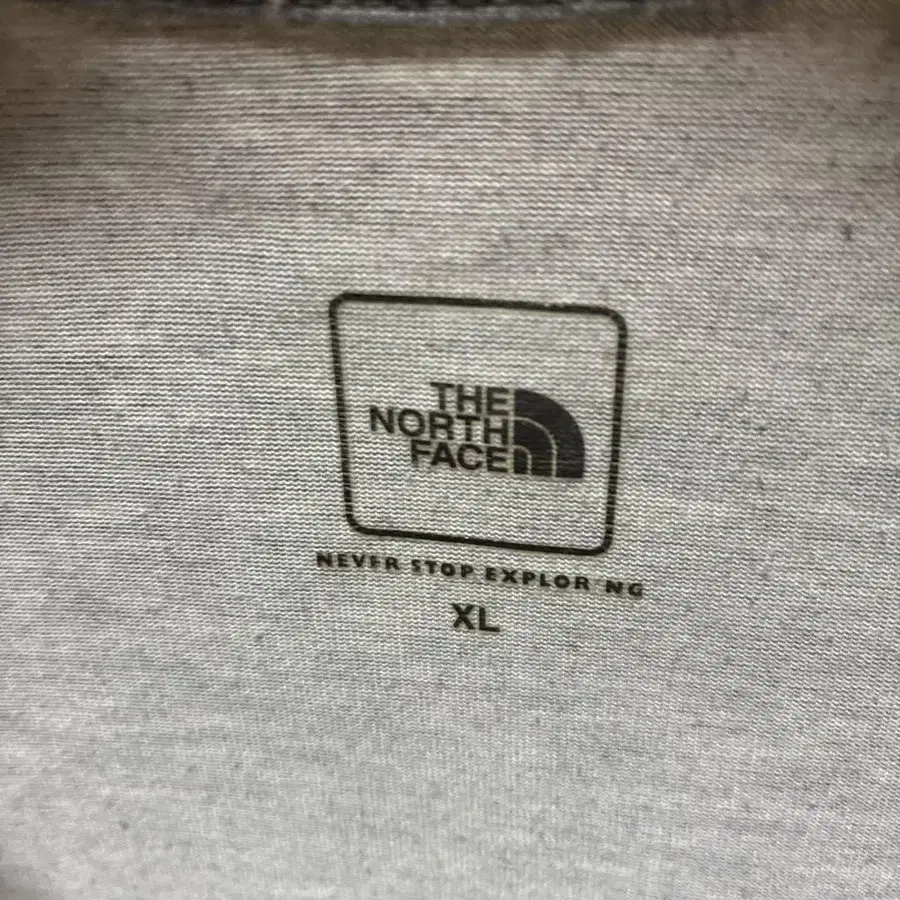 THE
NORTH
FACE
NEVER STOP EXPLOR NG
XL